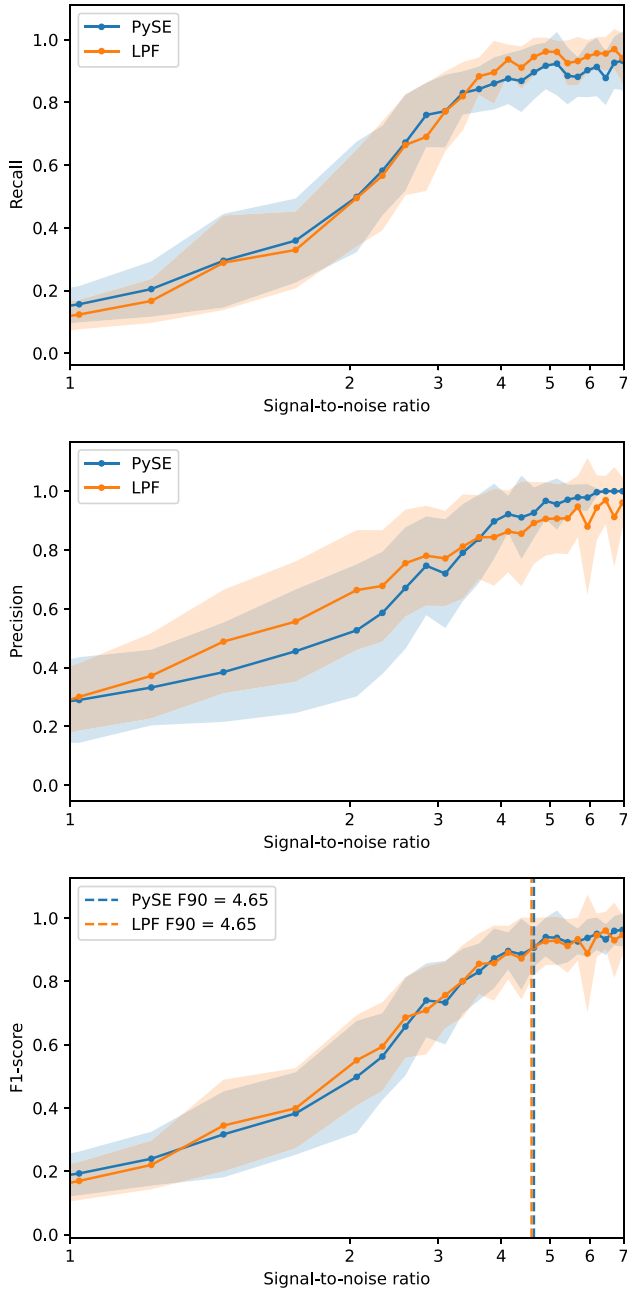 PySE
LPF
1.0
0.8
0.6
0.4
0.2
0.0
Recall
1 2 3 4 5 6 7
Signal-to-noise ratio
PySE
LPF
1.0
0.8
0.6
0.4
0.2
0.0
Precision
1 2 3 4 5 6 7
Signal-to-noise ratio
PySE F90 = 4.65
LPF F90 = 4.65
1.0
0.8
0.6
0.4
0.2
0.0
F1-score
1 2 3 4 5 6 7
Signal-to-noise ratio